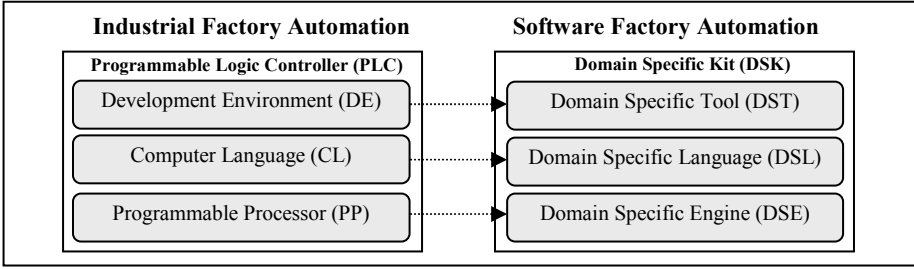 Industrial Factory Automation
Programmable Logic Controller (PLC)
Development Environment (DE)
Computer Language (CL)
Programmable Processor (PP)
Software Factory Automation
Domain Specific Kit (DSK)
Domain Specific Tool (DST)
Domain Specific Language (DSL)
Domain Specific Engine (DSE)